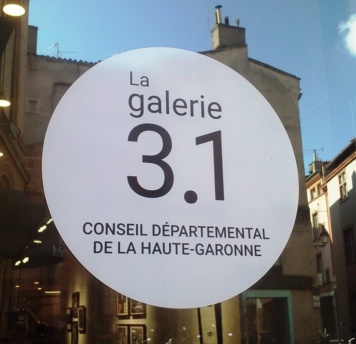 La
galerie
3.1
CONSEIL DÉPARTEMENTAL
DE LA HAUTE-GARONNE